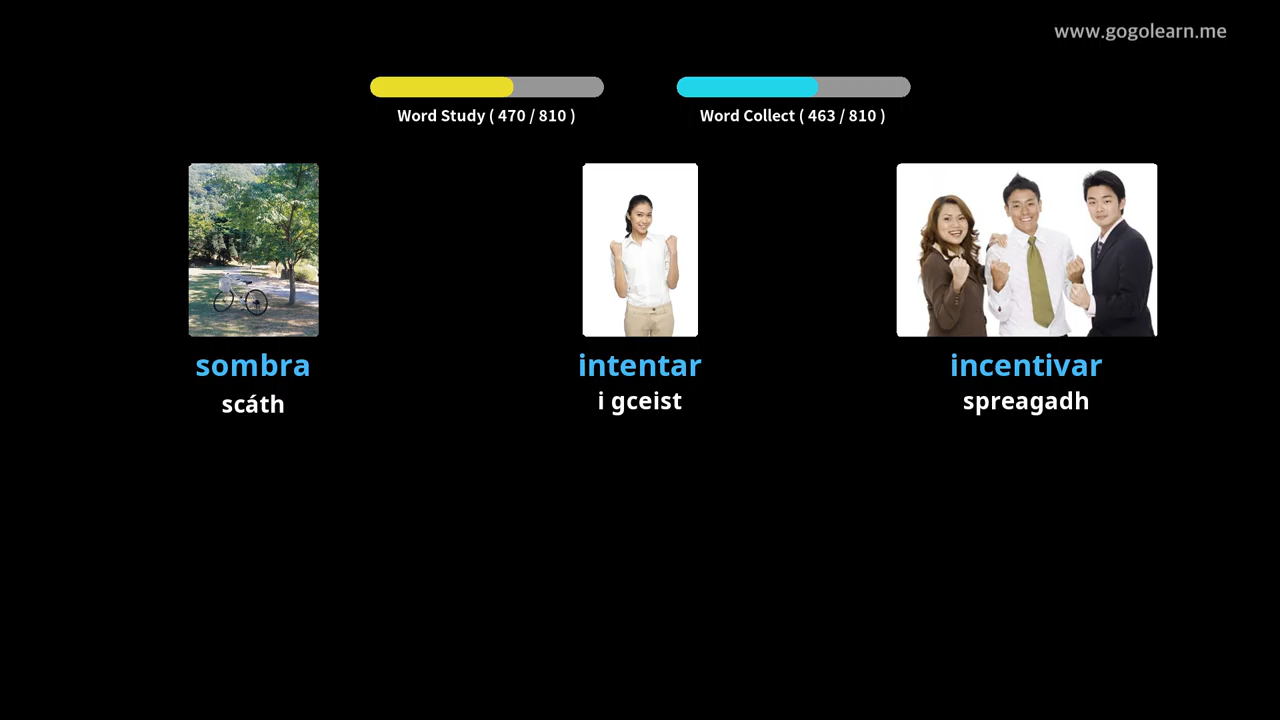 www.gogolearn.me
Word Study ( 470 / 810 )
Word Collect ( 463 / 810 )
sombra
scáth
intentar
i gceist
incentivar
spreagadh